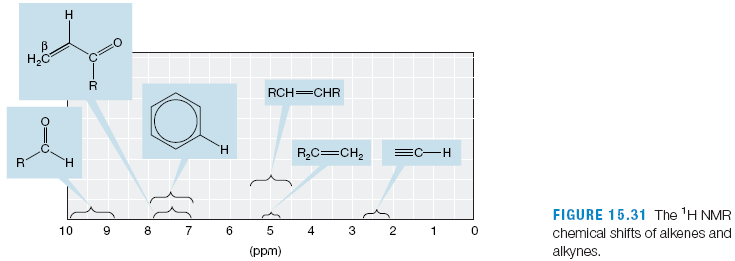 H
β
O
H₂C
C
R
O
C
R
H
H
RCH=CHR
R₂C=CH₂
≡C—H
10 9 8 7 6 5 4 3 2 1 0
(ppm)
FIGURE 15.31 The ¹H NMR
chemical shifts of alkenes and
alkynes.